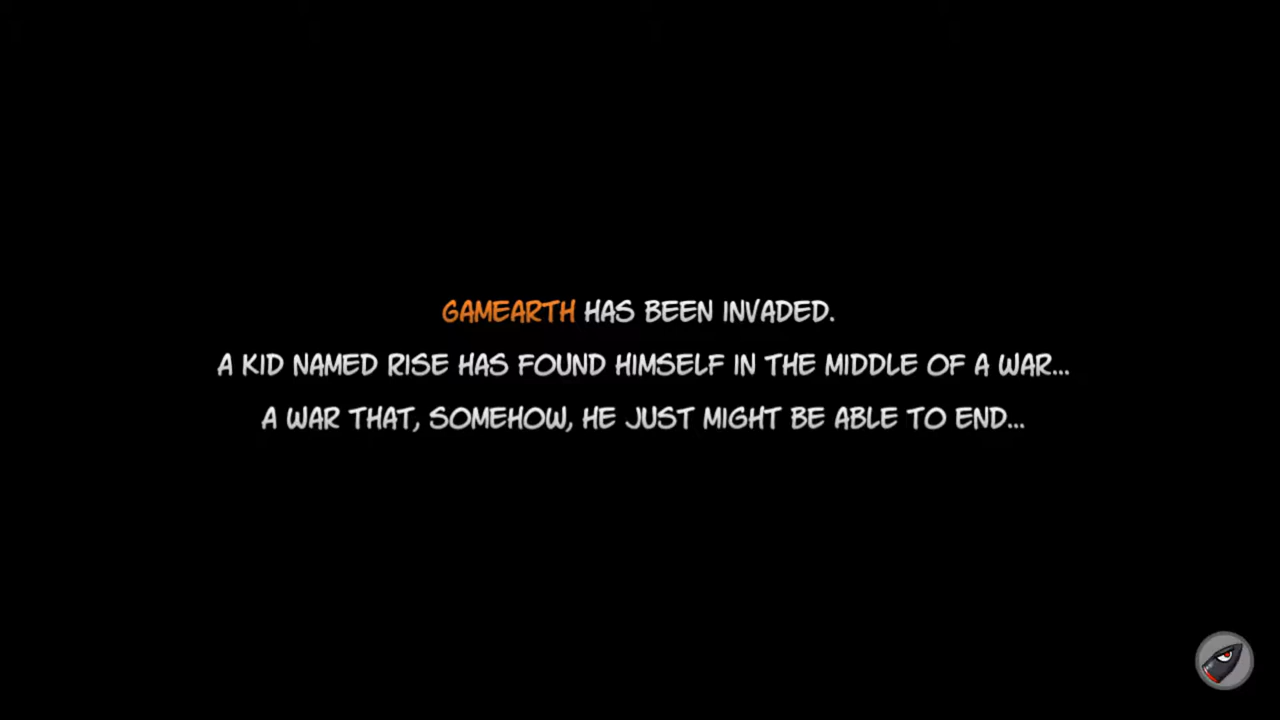 GAMEARTH HAS BEEN INVADED.
A KID NAMED RISE HAS FOUND HIMSELF IN THE MIDDLE OF A WAR...
A WAR THAT, SOMEHOW, HE JUST MIGHT BE ABLE TO END...